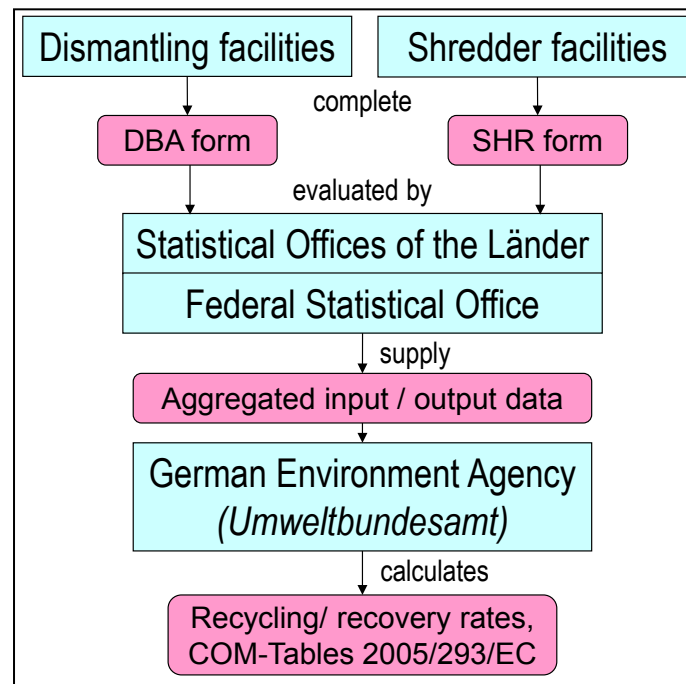 Dismantling facilities
Shredder facilities
complete
DBA form
SHR form
evaluated by
Statistical Offices of the Länder
Federal Statistical Office
supply
Aggregated input / output data
German Environment Agency
(Umweltbundesamt)
calculates
Recycling/ recovery rates,
COM-Tables 2005/293/EC